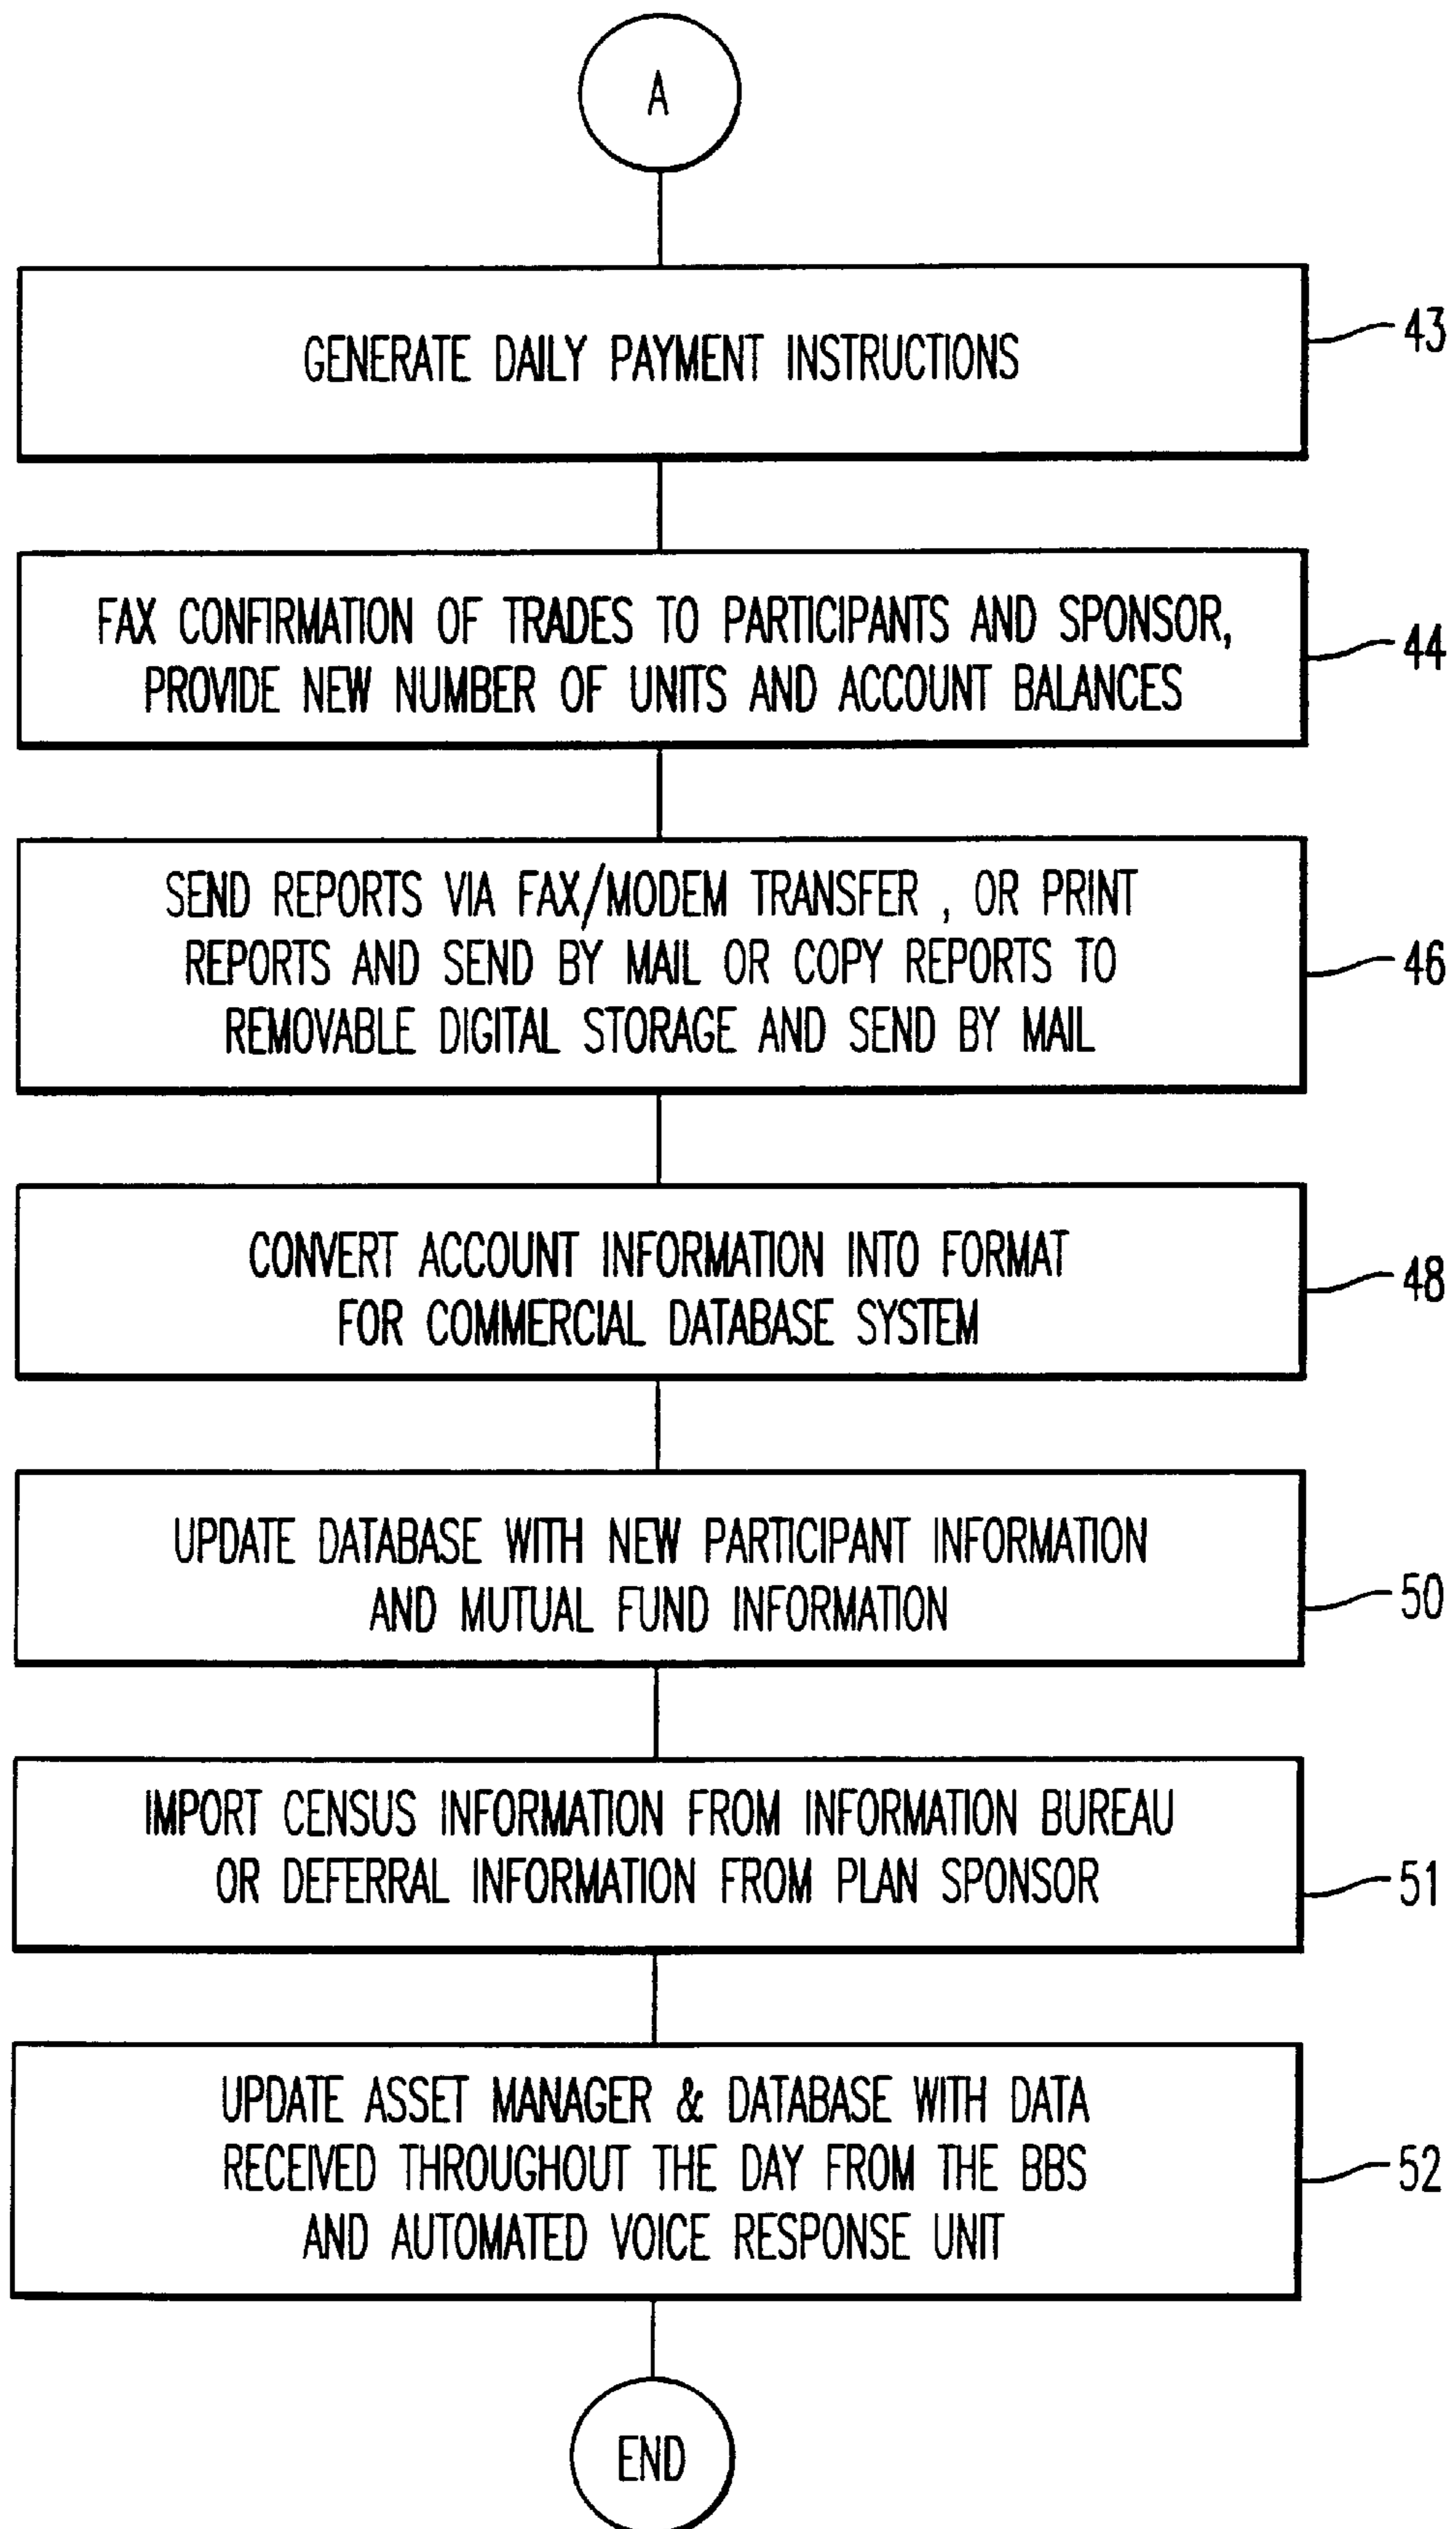 A
GENERATE DAILY PAYMENT INSTRUCTIONS
43
FAX CONFIRMATION OF TRADES TO PARTICIPANTS AND SPONSOR,
PROVIDE NEW NUMBER OF UNITS AND ACCOUNT BALANCES
44
SEND REPORTS VIA FAX/MODEM TRANSFER , OR PRINT
REPORTS AND SEND BY MAIL OR COPY REPORTS TO
REMOVABLE DIGITAL STORAGE AND SEND BY MAIL
46
CONVERT ACCOUNT INFORMATION INTO FORMAT
FOR COMMERCIAL DATABASE SYSTEM
48
UPDATE DATABASE WITH NEW PARTICIPANT INFORMATION
AND MUTUAL FUND INFORMATION
50
IMPORT CENSUS INFORMATION FROM INFORMATION BUREAU
OR DEFERRAL INFORMATION FROM PLAN SPONSOR
51
UPDATE ASSET MANAGER & DATABASE WITH DATA
RECEIVED THROUGHOUT THE DAY FROM THE BBS
AND AUTOMATED VOICE RESPONSE UNIT
52
END